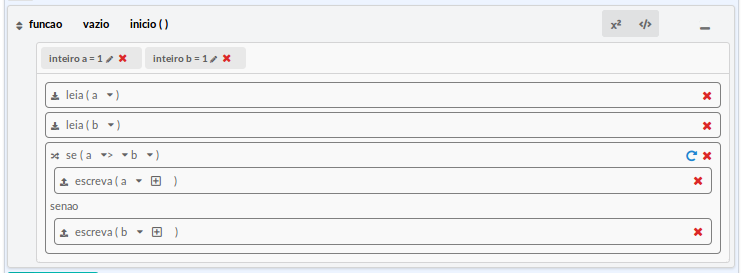 funcao vazio inicio ( )
x² </>
inteiro a = 1 inteiro b = 1
leia ( a )
leia ( b )
se ( a > b )
escreva ( a )
senao
escreva ( b )